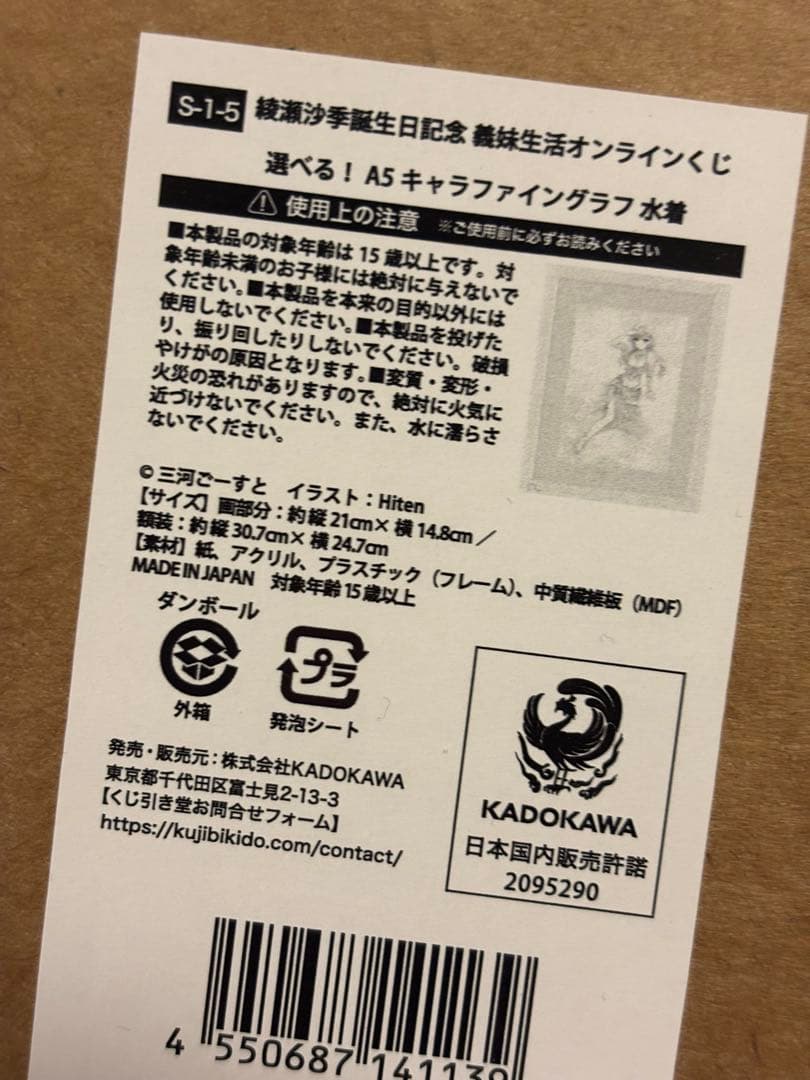 S-1-5 綾瀬沙季誕生日記念 義妹生活オンラインくじ
選べる! A5 キャラファイングラフ 水着
使用上の注意 ※ご使用前に必ずお読みください
■本製品の対象年齢は 15 歳以上です。対
象年齢未満のお子様には絶対に与えないで
ください。■本製品を本来の目的以外には
使用しないでください。■本製品を投げた
り、振り回したりしないでください。破損
やけがの原因となります。■変質・変形・
火災の恐れがありますので、絶対に火気に
近づけないでください。また、水に濡らさ
ないでください。
© 三河ごーすと イラスト:Hiten
【サイズ】画部分:約 縦 21cm× 横 14.8cm /
額装:約 縦 30.7cm× 横 24.7cm
【素材】紙、アクリル、プラスチック(フレーム)、中質繊維板(MDF)
MADE IN JAPAN 対象年齢 15 歳以上
ダンボール
外箱
プラ
発泡シート
発売・販売元:株式会社KADOKAWA
東京都千代田区富士見2-13-3
【くじ引き堂お問合せフォーム】
https://kujibikido.com/contact/
KADOKAWA
日本国内販売許諾
2095290
4 550687 141139